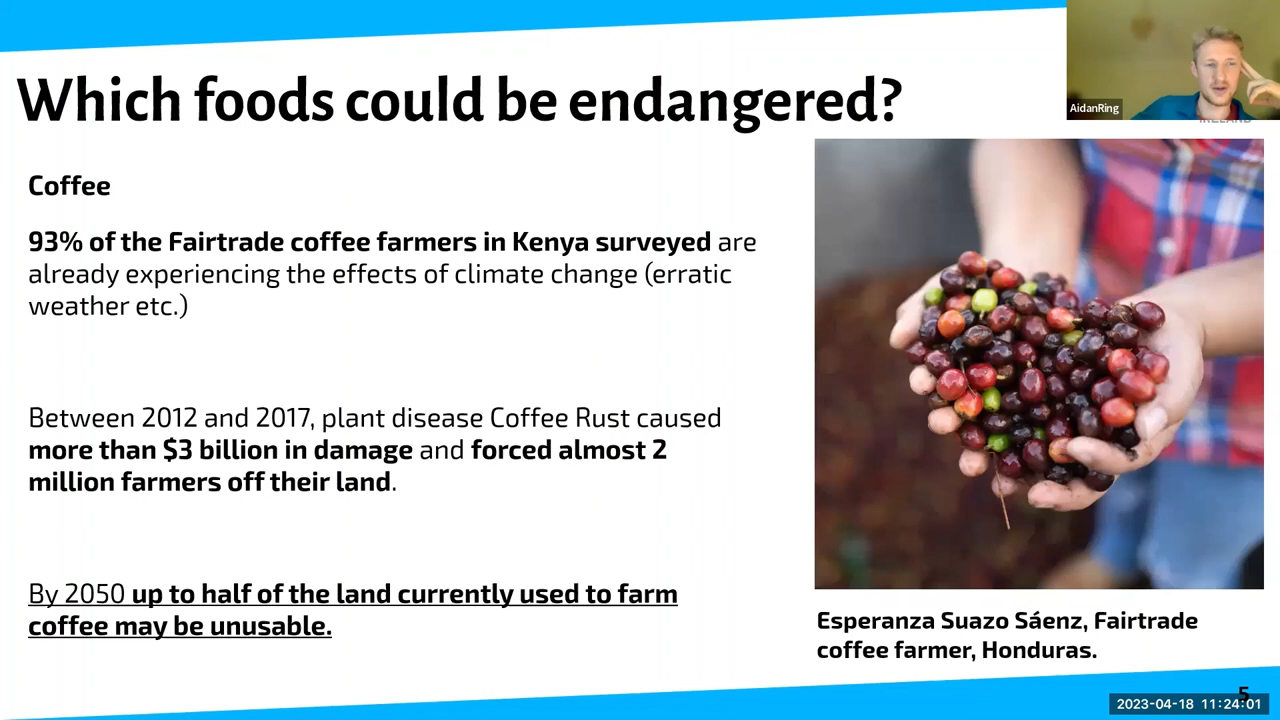 Which foods could be endangered?
AidanRing
IRELAND
Coffee
93% of the Fairtrade coffee farmers in Kenya surveyed are
already experiencing the effects of climate change (erratic
weather etc.)
Between 2012 and 2017, plant disease Coffee Rust caused
more than $3 billion in damage and forced almost 2
million farmers off their land.
By 2050 up to half of the land currently used to farm
coffee may be unusable.
Esperanza Suazo Sáenz, Fairtrade
coffee farmer, Honduras.
5
2023-04-18 11:24:01